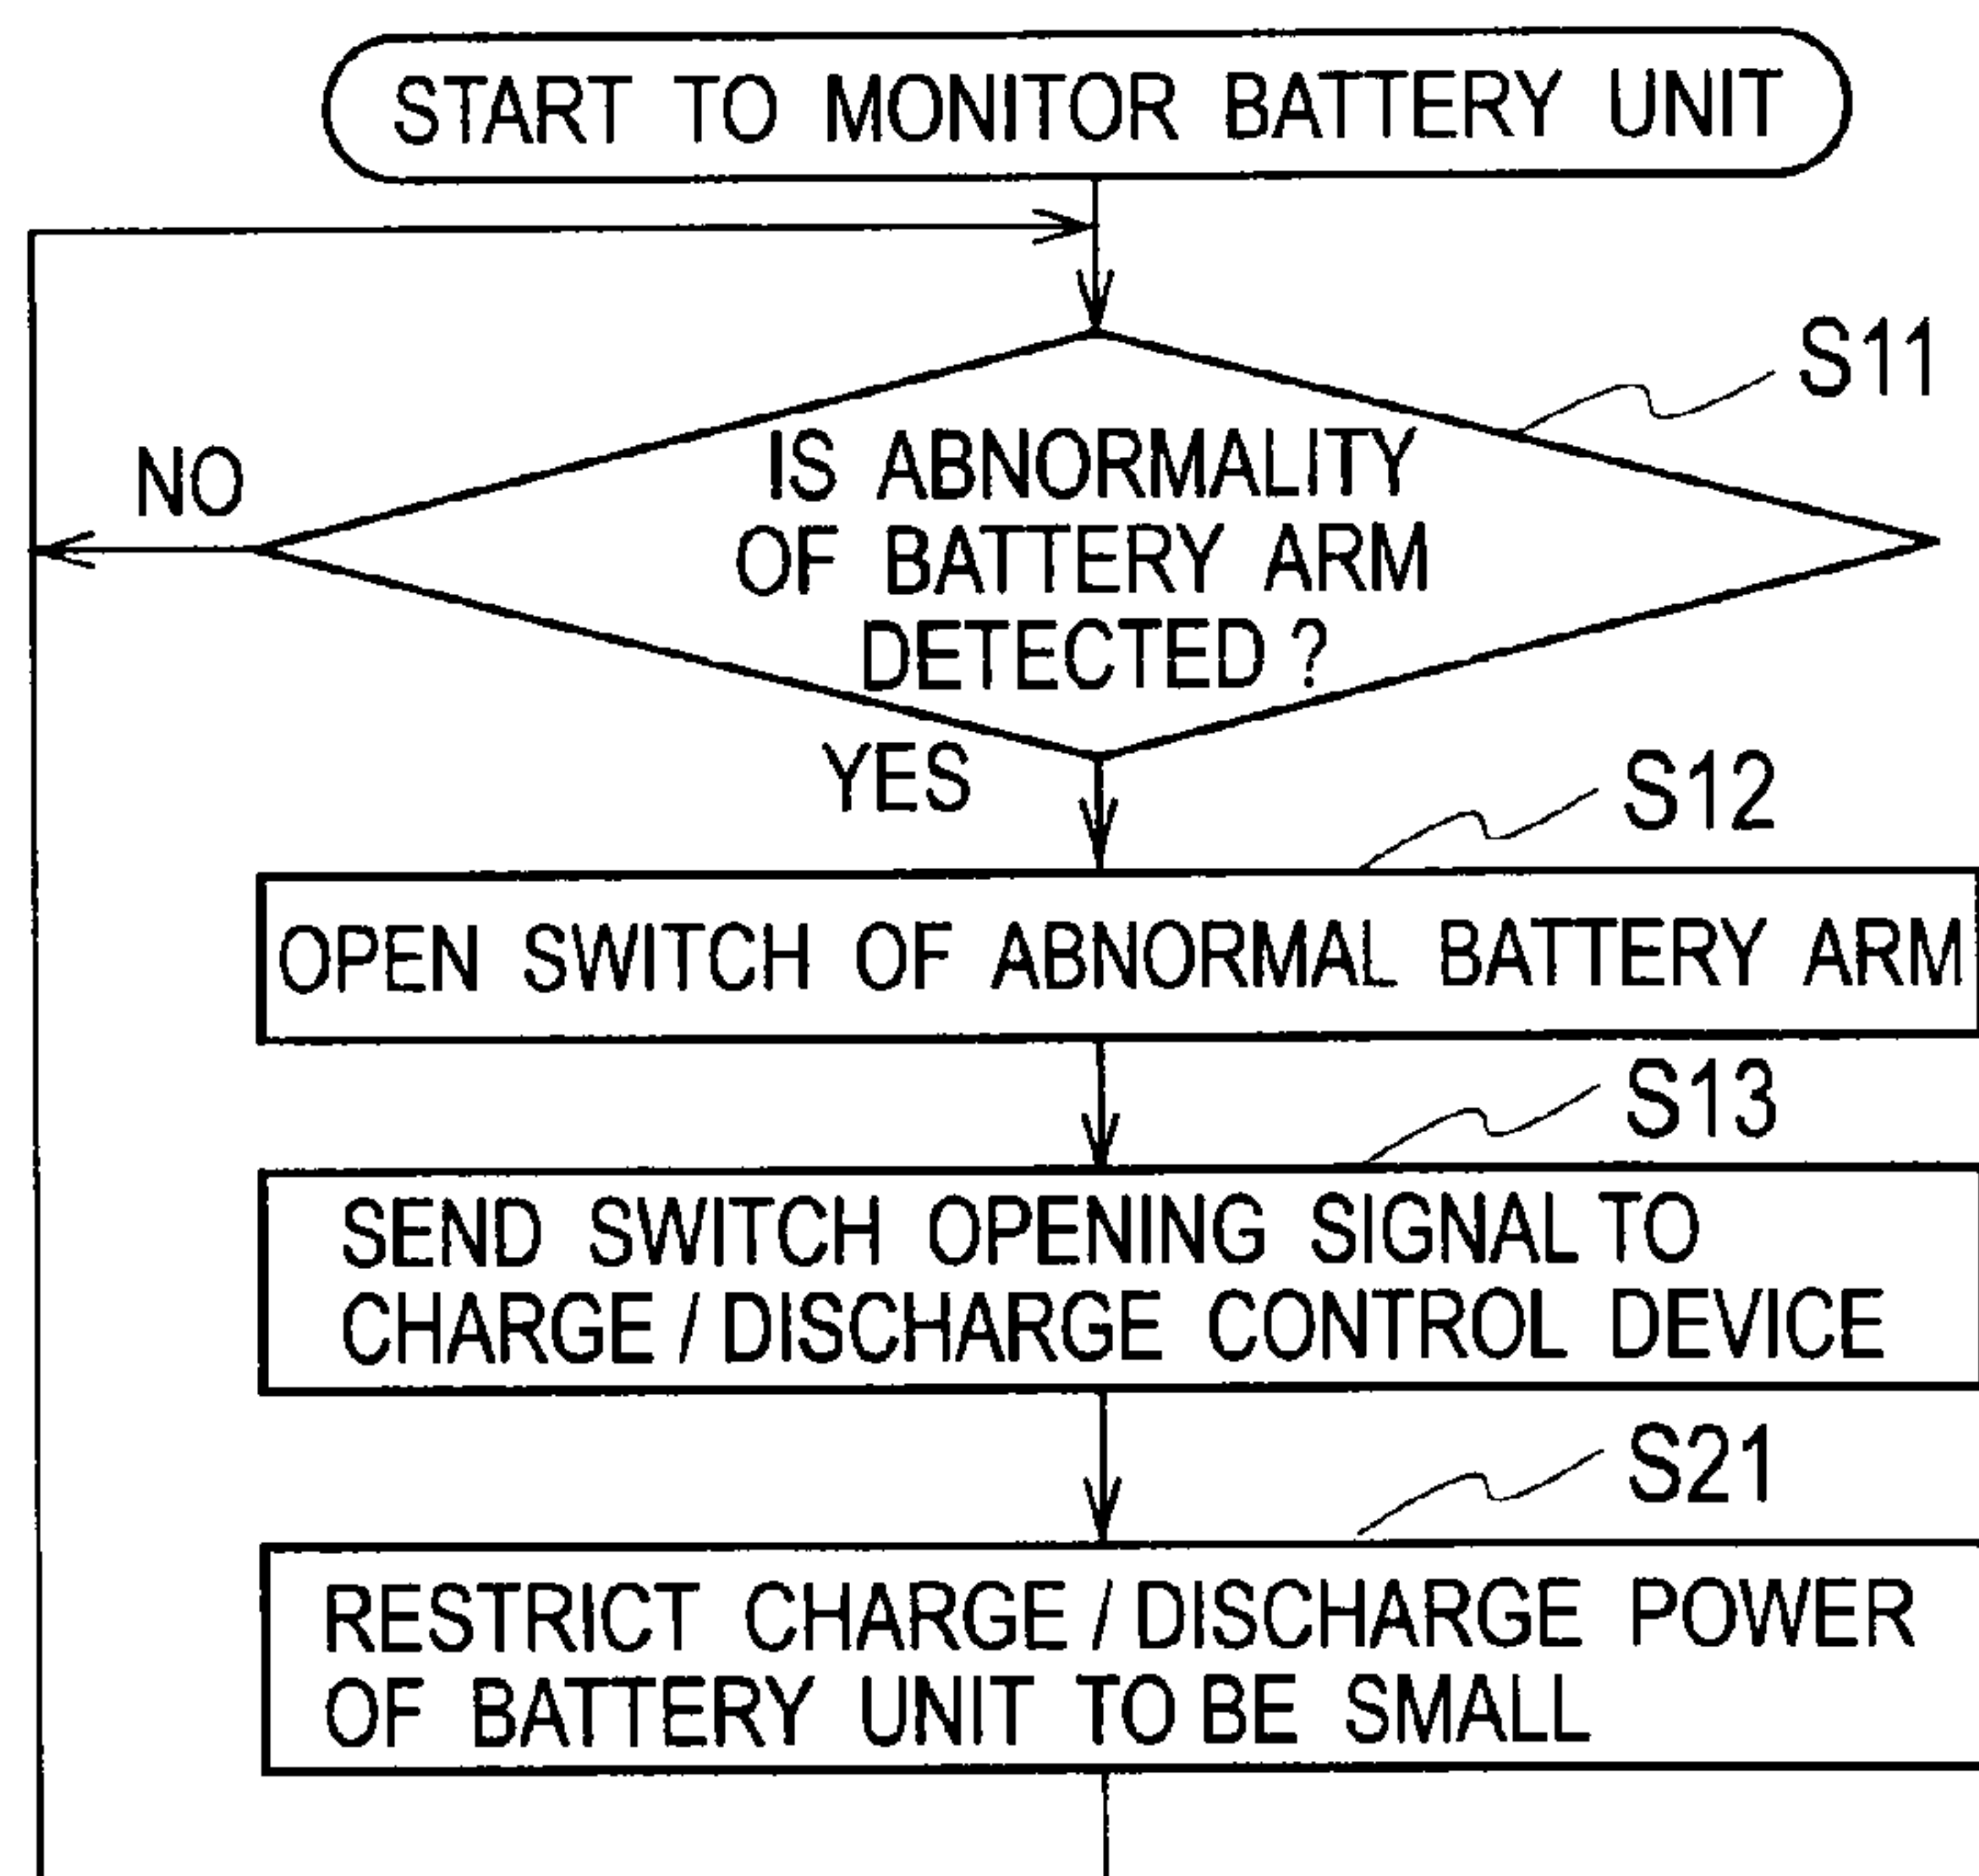 START TO MONITOR BATTERY UNIT
S11
IS ABNORMALITY
OF BATTERY ARM
DETECTED ?
NO
YES
S12
OPEN SWITCH OF ABNORMAL BATTERY ARM
S13
SEND SWITCH OPENING SIGNAL TO
CHARGE / DISCHARGE CONTROL DEVICE
S21
RESTRICT CHARGE / DISCHARGE POWER
OF BATTERY UNIT TO BE SMALL